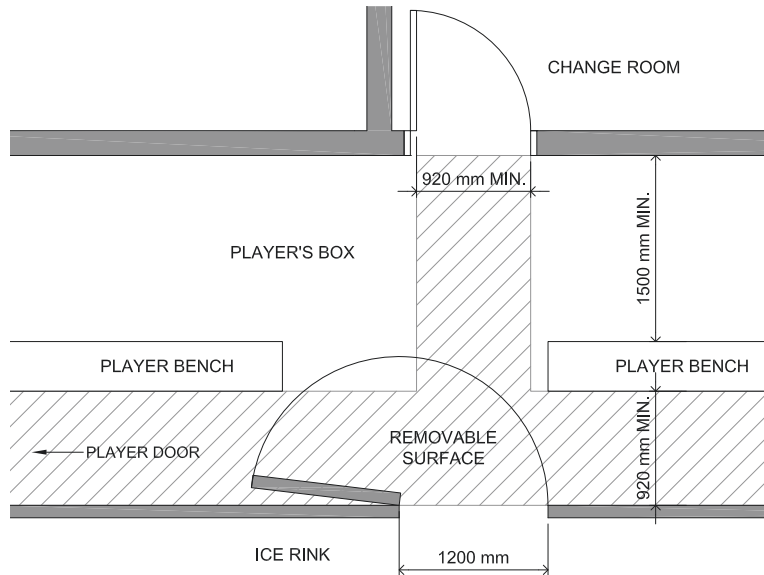 CHANGE ROOM
920 mm MIN.
PLAYER'S BOX
1500 mm MIN.
PLAYER BENCH
PLAYER BENCH
REMOVABLE
SURFACE
PLAYER DOOR
920 mm MIN.
ICE RINK
1200 mm